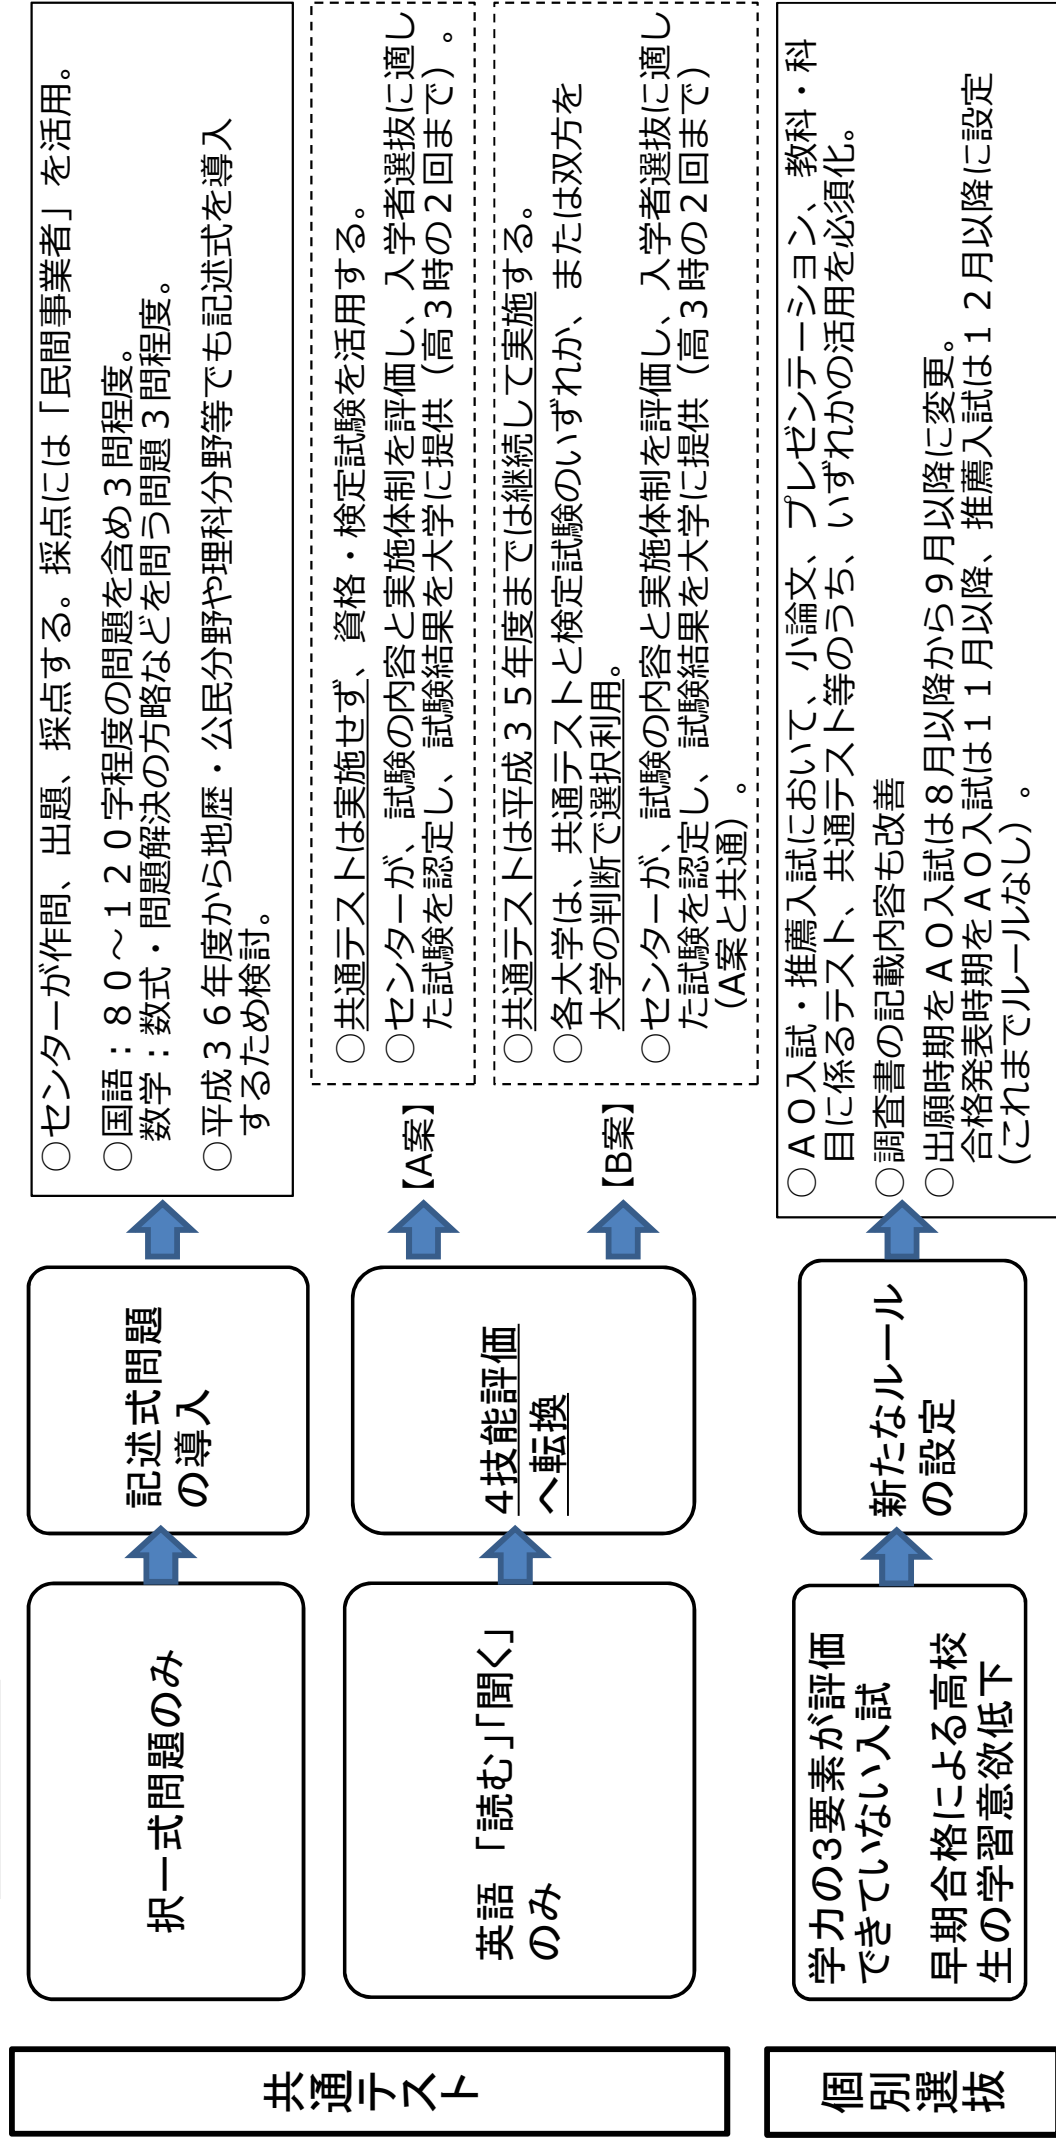 共通テスト
択一式問題のみ
記述式問題
の導入
○センターが作問、出題、採点する。採点には「民間事業者」を活用。
○国語：８０～１２０字程度の問題を含め３問程度。
数学：数式・問題解決の方略などを問う問題３問程度。
○平成３６年度から地歴・公民分野や理科分野等でも記述式を導入
するため検討。
英語 「読む」「聞く」
のみ
４技能評価
へ転換
【A案】
○共通テストは実施せず、資格・検定試験を活用する。
○センターが、試験の内容と実施体制を評価し、入学者選抜に適し
た試験を認定し、試験結果を大学に提供（高３時の２回まで）。
【B案】
○共通テストは平成３５年度までは継続して実施する。
○各大学は、共通テストと検定試験のいずれか、または双方を
大学の判断で選択利用。
○センターが、試験の内容と実施体制を評価し、入学者選抜に適し
た試験を認定し、試験結果を大学に提供（高３時の２回まで）
（A案と共通）。
個別選抜
学力の３要素が評価
できていない入試
早期合格による高校
生の学習意欲低下
新たなルール
の設定
○ＡＯ入試・推薦入試において、小論文、プレゼンテーション、教科・科
目に係るテスト、共通テスト等のうち、いずれかの活用を必須化。
○調査書の記載内容も改善
○出願時期をＡＯ入試は８月以降から９月以降に変更。
合格発表時期をＡＯ入試は１１月以降、推薦入試は１２月以降に設定
（これまでルールなし）。